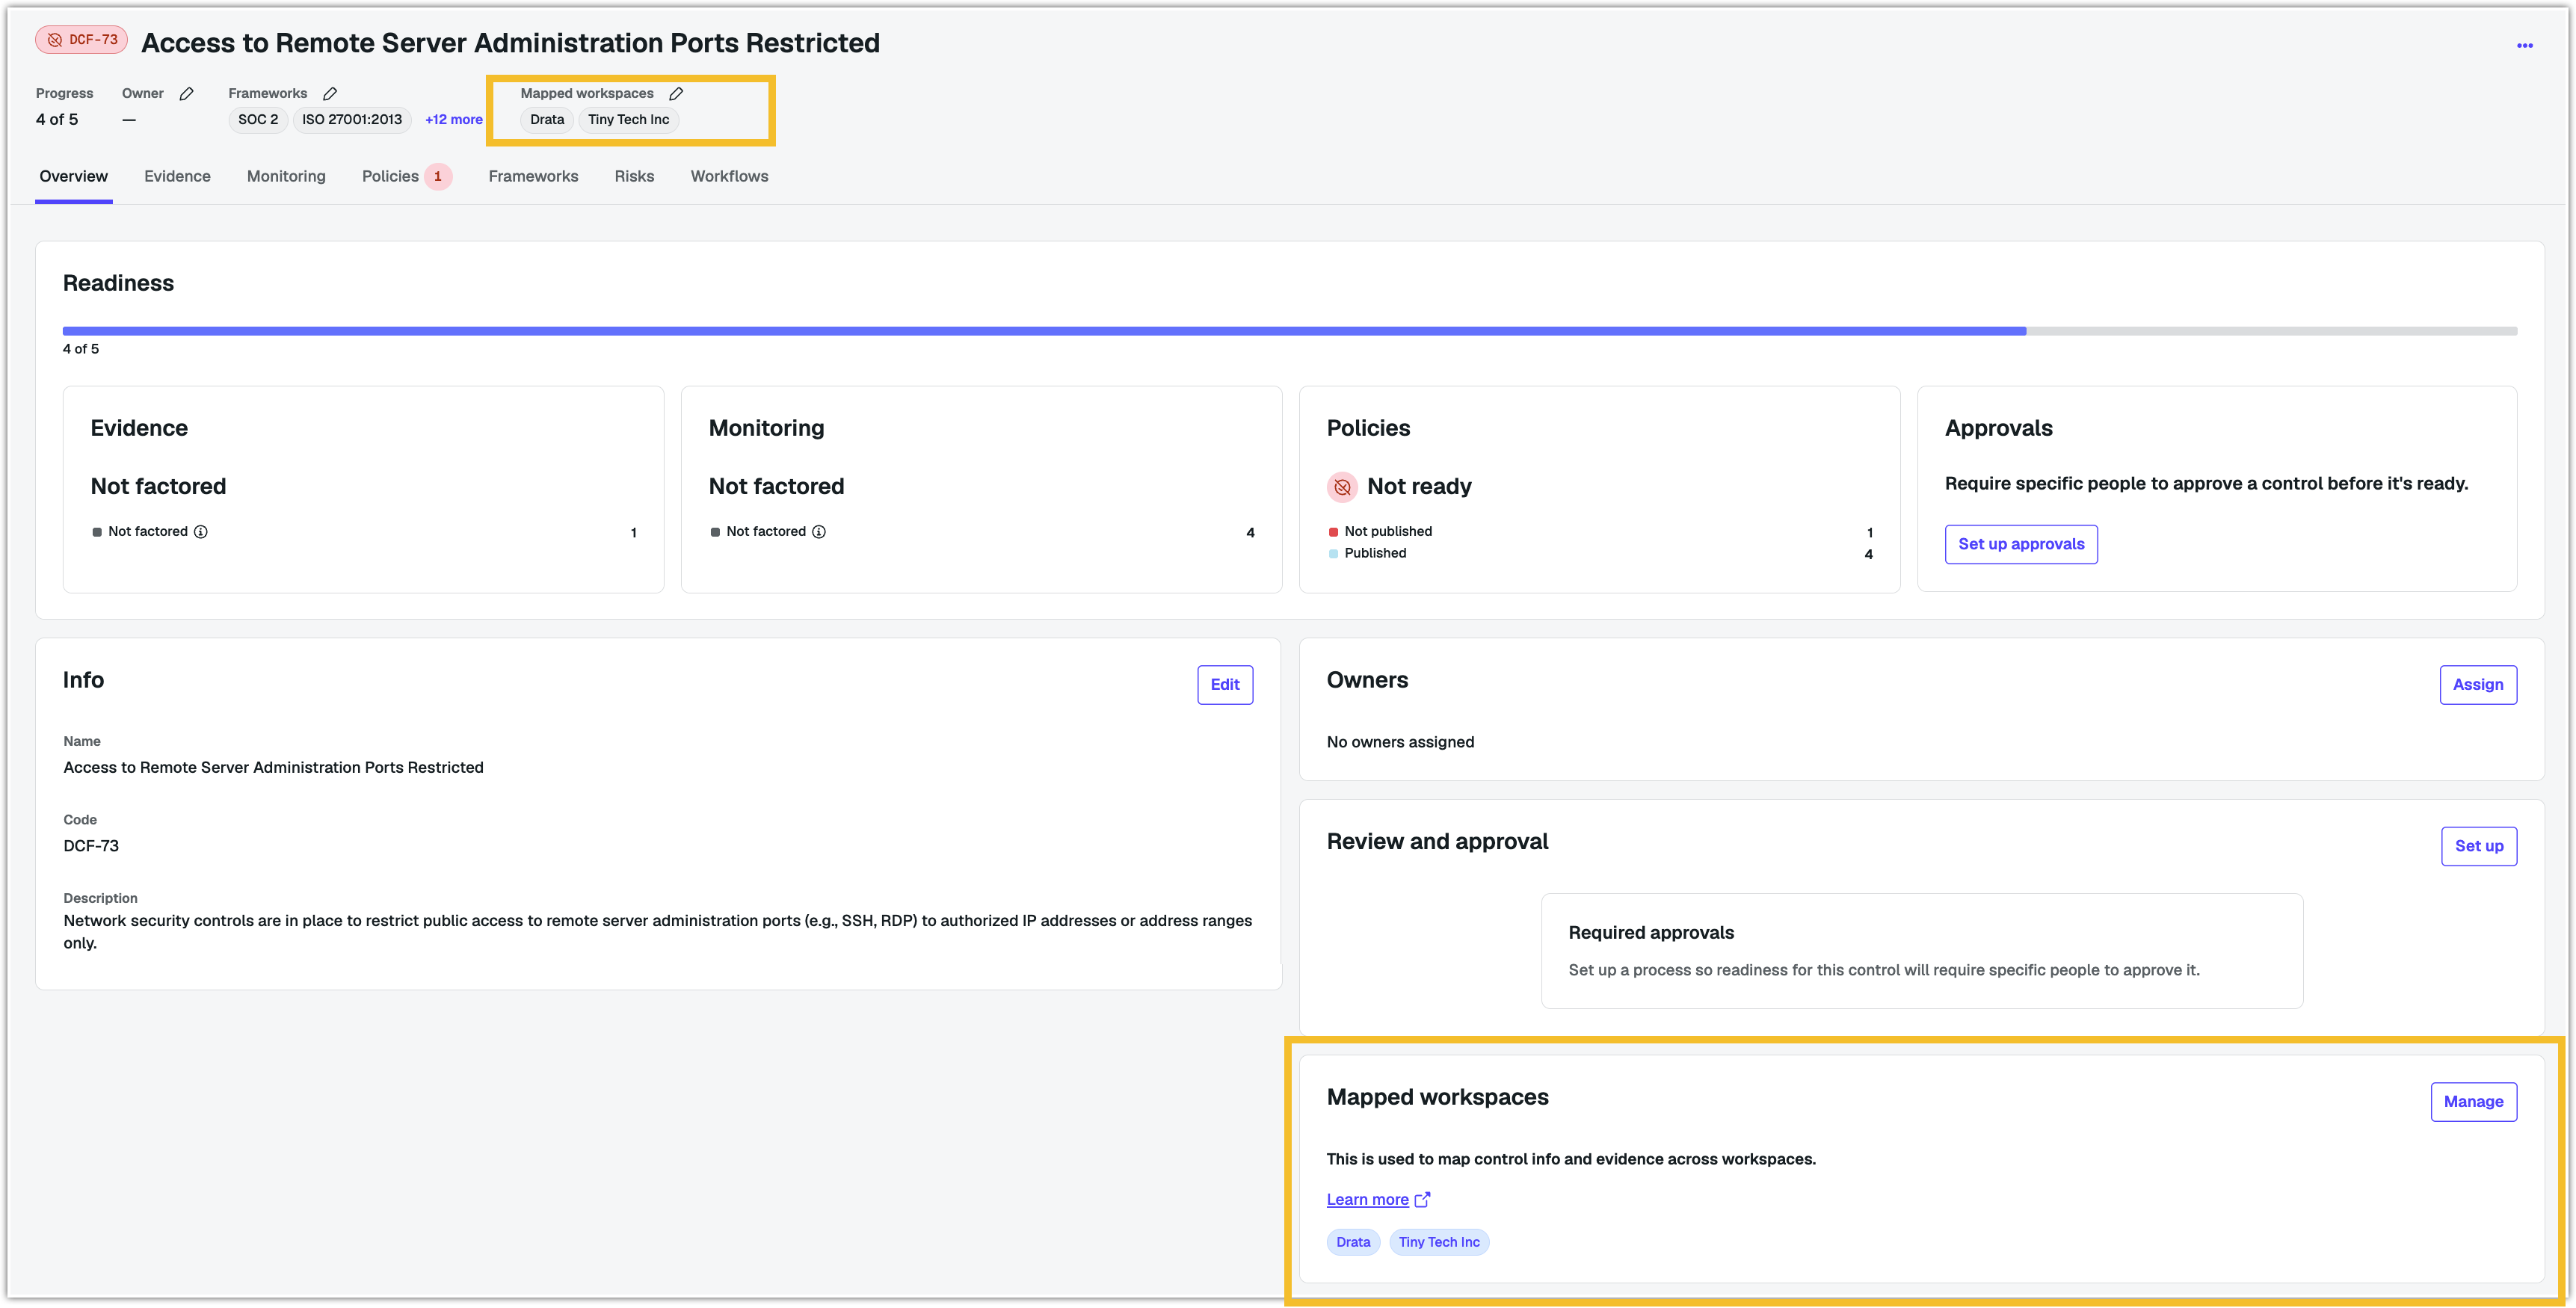 DCF-73
Access to Remote Server Administration Ports Restricted
Progress
Owner
Frameworks
Mapped workspaces
4 of 5
—
SOC 2
ISO 27001:2013
+12 more
Drata
Tiny Tech Inc
Overview
Evidence
Monitoring
Policies 1
Frameworks
Risks
Workflows
Readiness
4 of 5
Evidence
Not factored
Not factored 1
Monitoring
Not factored
Not factored 4
Policies
Not ready
Not published 1
Published 4
Approvals
Require specific people to approve a control before it's ready.
Set up approvals
Info
Edit
Name
Access to Remote Server Administration Ports Restricted
Code
DCF-73
Description
Network security controls are in place to restrict public access to remote server administration ports (e.g., SSH, RDP) to authorized IP addresses or address ranges
only.
Owners
Assign
No owners assigned
Review and approval
Set up
Required approvals
Set up a process so readiness for this control will require specific people to approve it.
Mapped workspaces
Manage
This is used to map control info and evidence across workspaces.
Learn more
Drata
Tiny Tech Inc